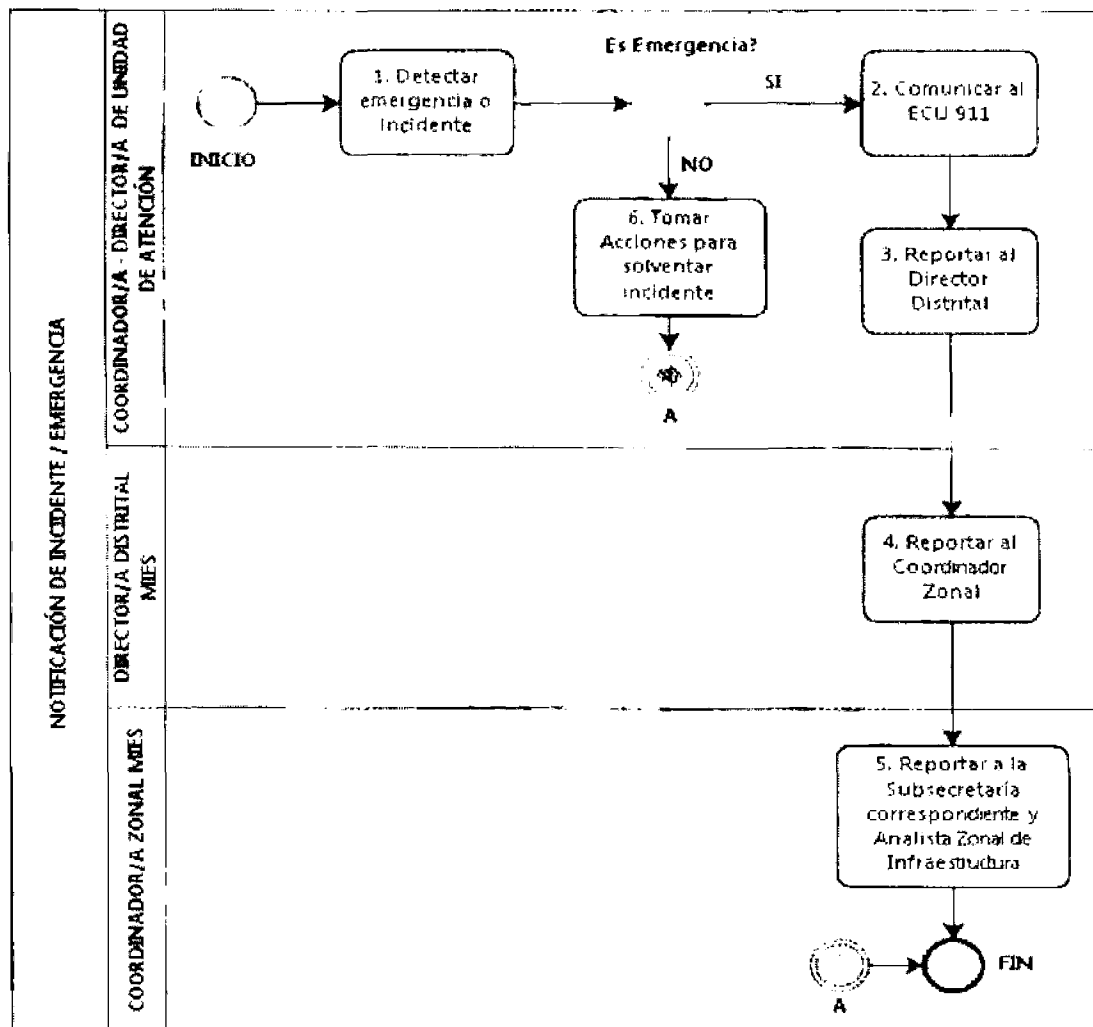 NOTIFICACIÓN DE INCIDENTE / EMERGENCIA
COORDINADOR/A - DIRECTOR/A DE UNIDAD
DE ATENCIÓN
INICIO
1. Detectar
emergencia o
Incidente
Es Emergencia?
SI
2. Comunicar al
ECU 911
NO
6. Tomar
Acciones para
solventar
incidente
A
3. Reportar al
Director
Distrital
DIRECTOR/A DISTRITAL
MIES
4. Reportar al
Coordinador
Zonal
COORDINADOR/A ZONAL MIES
5. Reportar a la
Subsecretaría
correspondiente y
Analista Zonal de
Infraestructura
A
FIN